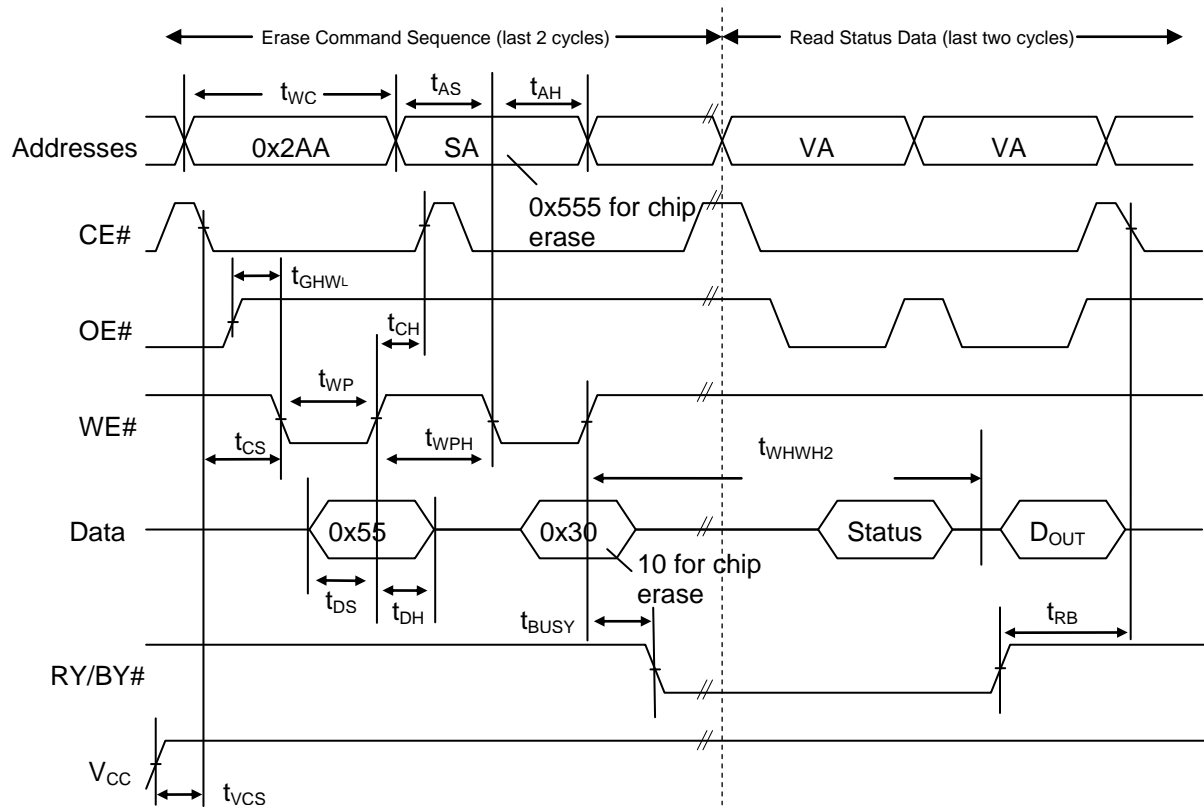 Erase Command Sequence (last 2 cycles)
Read Status Data (last two cycles)
tWC
tAS
tAH
Addresses
0x2AA
SA
VA
VA
0x555 for chip
erase
CE#
tGHWL
OE#
tCH
tWP
WE#
tCS
tWPH
tWHWH2
Data
0x55
0x30
Status
DOUT
10 for chip
erase
tDS
tDH
tBUSY
tRB
RY/BY#
VCC
tVCS